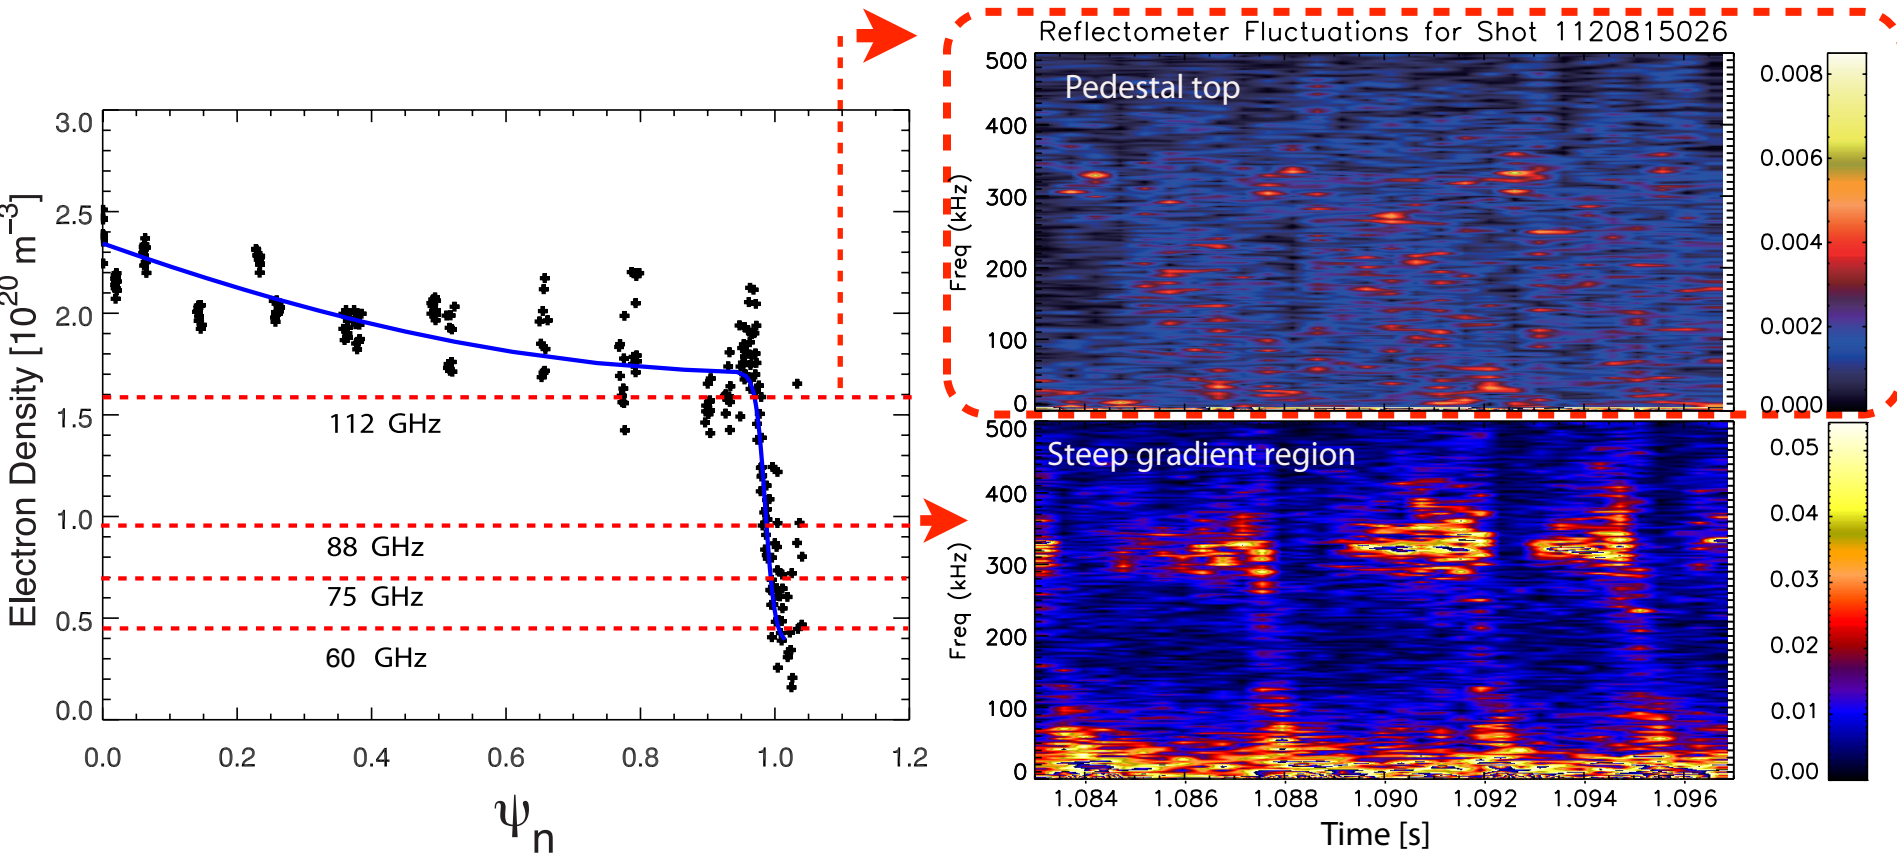 Reflectometer Fluctuations for Shot 1120815026
Electron Density [10²⁰ m⁻³]
3.0
2.5
2.0
1.5
1.0
0.5
0.0
112 GHz
88 GHz
75 GHz
60 GHz
0.0 0.2 0.4 0.6 0.8 1.0 1.2
ψn
Pedestal top
Freq (kHz)
500
400
300
200
100
0
0.008
0.006
0.004
0.002
0.000
Steep gradient region
Freq (kHz)
500
400
300
200
100
0
0.05
0.04
0.03
0.02
0.01
0.00
1.084 1.086 1.088 1.090 1.092 1.094 1.096
Time [s]